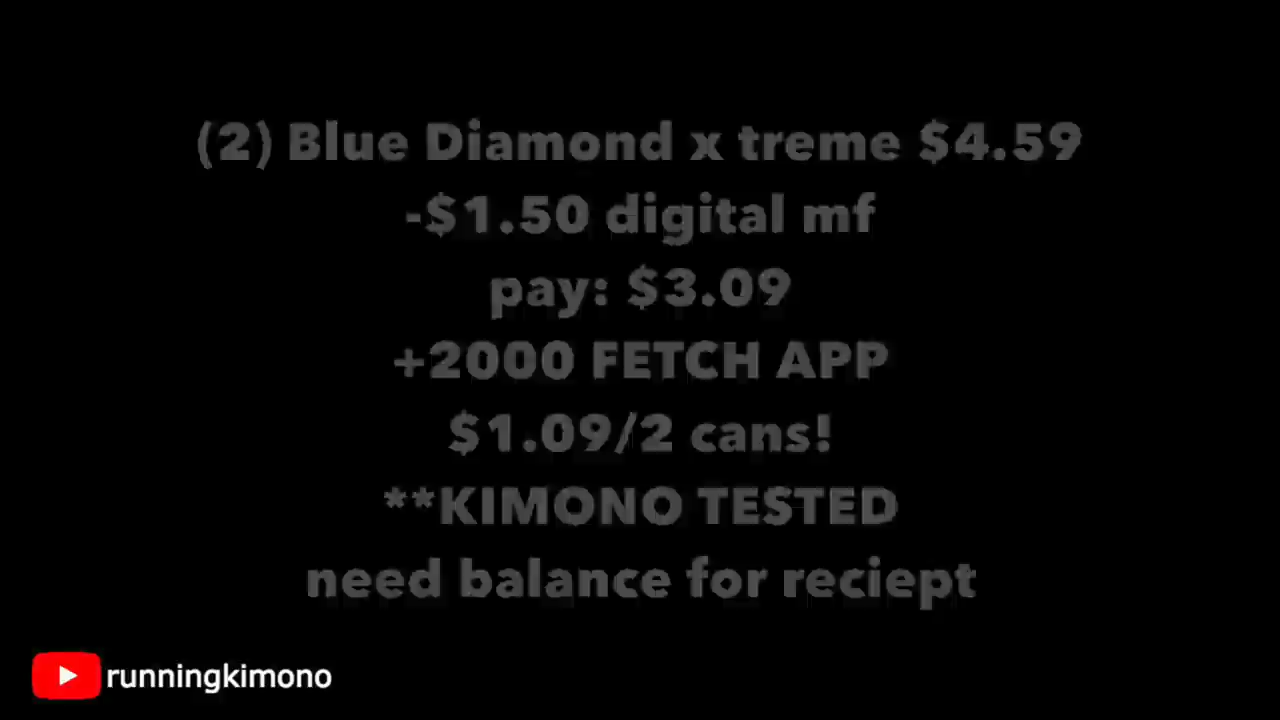 (2) Blue Diamond x treme $4.59
-$1.50 digital mf
pay: $3.09
+2000 FETCH APP
$1.09/2 cans!
**KIMONO TESTED
need balance for reciept
runningkimono